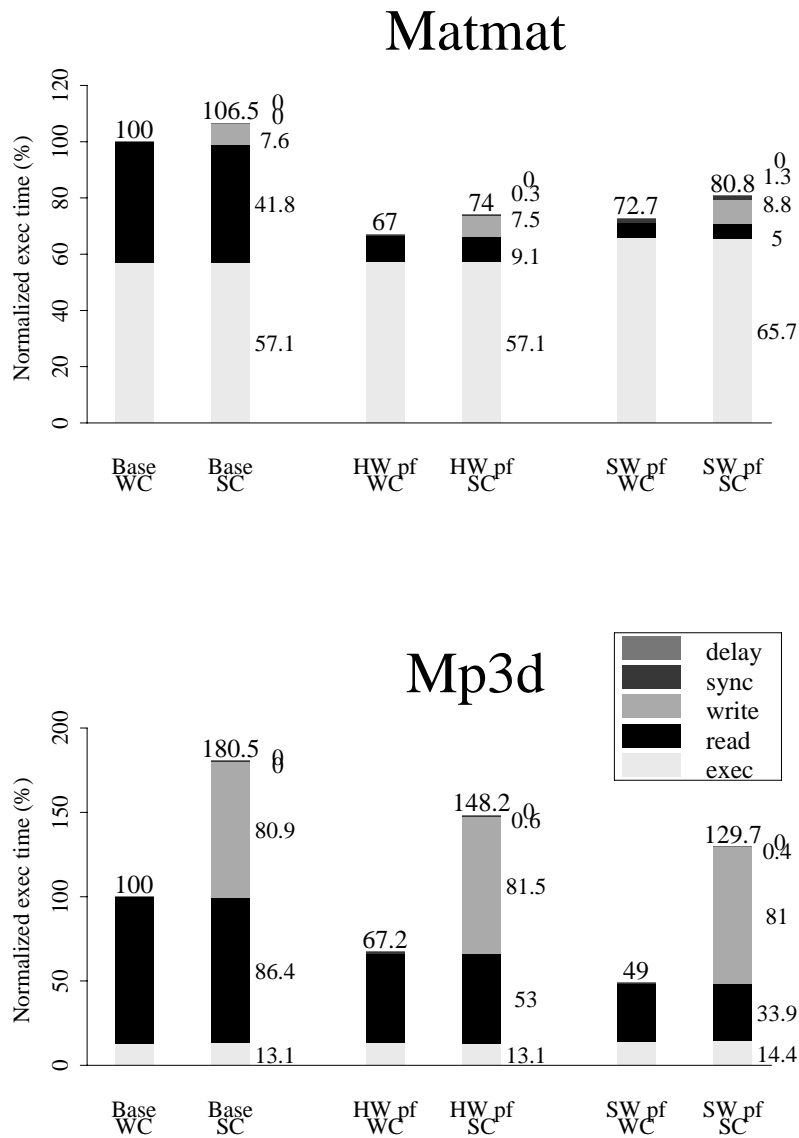 Matmat
Normalized exec time (%)
120
100
80
60
40
20
0
100
106.5
0
0
7.6
41.8
57.1
67
74
0
0.3
7.5
9.1
57.1
72.7
80.8
0
1.3
8.8
5
65.7
Base WC
Base SC
HW pf WC
HW pf SC
SW pf WC
SW pf SC
Mp3d
delay
sync
write
read
exec
Normalized exec time (%)
200
150
100
50
0
100
180.5
0
0
80.9
86.4
13.1
67.2
148.2
0
0.6
81.5
53
13.1
49
129.7
0
0.4
81
33.9
14.4
Base WC
Base SC
HW pf WC
HW pf SC
SW pf WC
SW pf SC